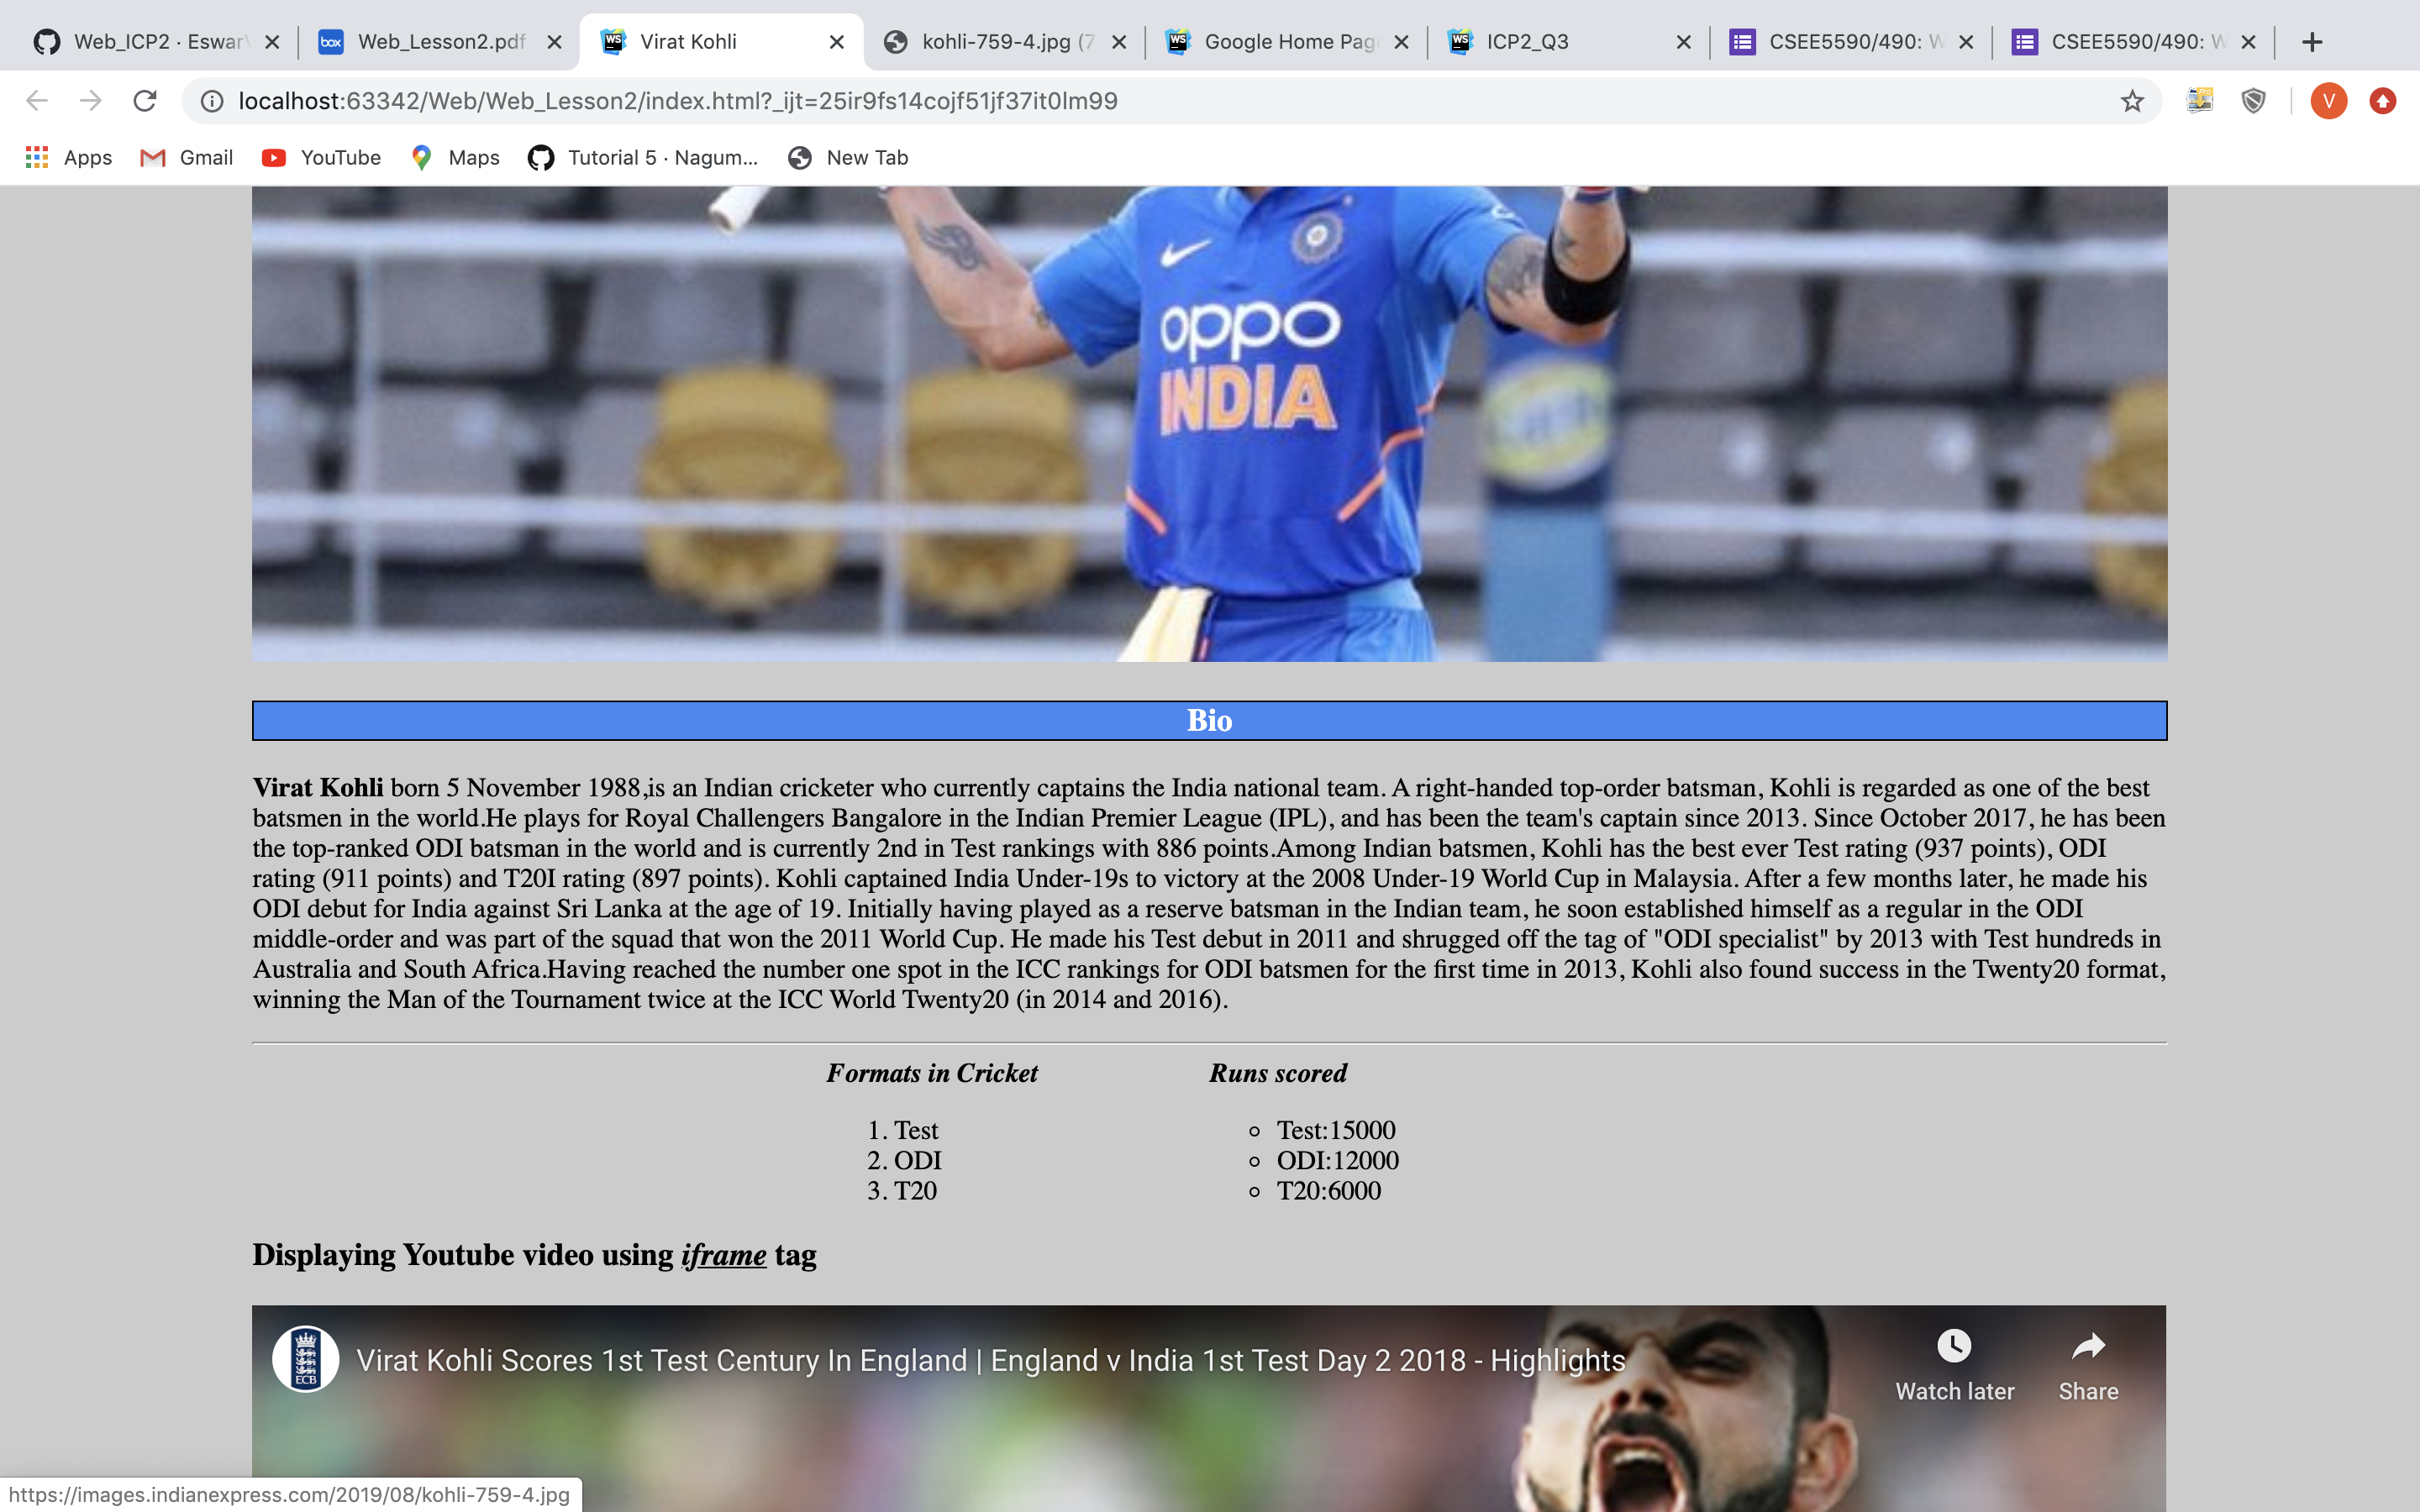 Web_ICP2 · Eswar
Web_Lesson2.pdf
Virat Kohli
kohli-759-4.jpg (7
Google Home Pag
ICP2_Q3
CSEE5590/490: W
CSEE5590/490: W
localhost:63342/Web/Web_Lesson2/index.html?_ijt=25ir9fs14cojf51jf37it0lm99
V
Apps
Gmail
YouTube
Maps
Tutorial 5 · Nagum...
New Tab
oppo
INDIA
Bio
Virat Kohli born 5 November 1988,is an Indian cricketer who currently captains the India national team. A right-handed top-order batsman, Kohli is regarded as one of the best
batsmen in the world.He plays for Royal Challengers Bangalore in the Indian Premier League (IPL), and has been the team's captain since 2013. Since October 2017, he has been
the top-ranked ODI batsman in the world and is currently 2nd in Test rankings with 886 points.Among Indian batsmen, Kohli has the best ever Test rating (937 points), ODI
rating (911 points) and T20I rating (897 points). Kohli captained India Under-19s to victory at the 2008 Under-19 World Cup in Malaysia. After a few months later, he made his
ODI debut for India against Sri Lanka at the age of 19. Initially having played as a reserve batsman in the Indian team, he soon established himself as a regular in the ODI
middle-order and was part of the squad that won the 2011 World Cup. He made his Test debut in 2011 and shrugged off the tag of "ODI specialist" by 2013 with Test hundreds in
Australia and South Africa.Having reached the number one spot in the ICC rankings for ODI batsmen for the first time in 2013, Kohli also found success in the Twenty20 format,
winning the Man of the Tournament twice at the ICC World Twenty20 (in 2014 and 2016).
Formats in Cricket
1. Test
2. ODI
3. T20
Runs scored
Test:15000
ODI:12000
T20:6000
Displaying Youtube video using iframe tag
ECB
Virat Kohli Scores 1st Test Century In England | England v India 1st Test Day 2 2018 - Highlights
Watch later
Share
https://images.indianexpress.com/2019/08/kohli-759-4.jpg